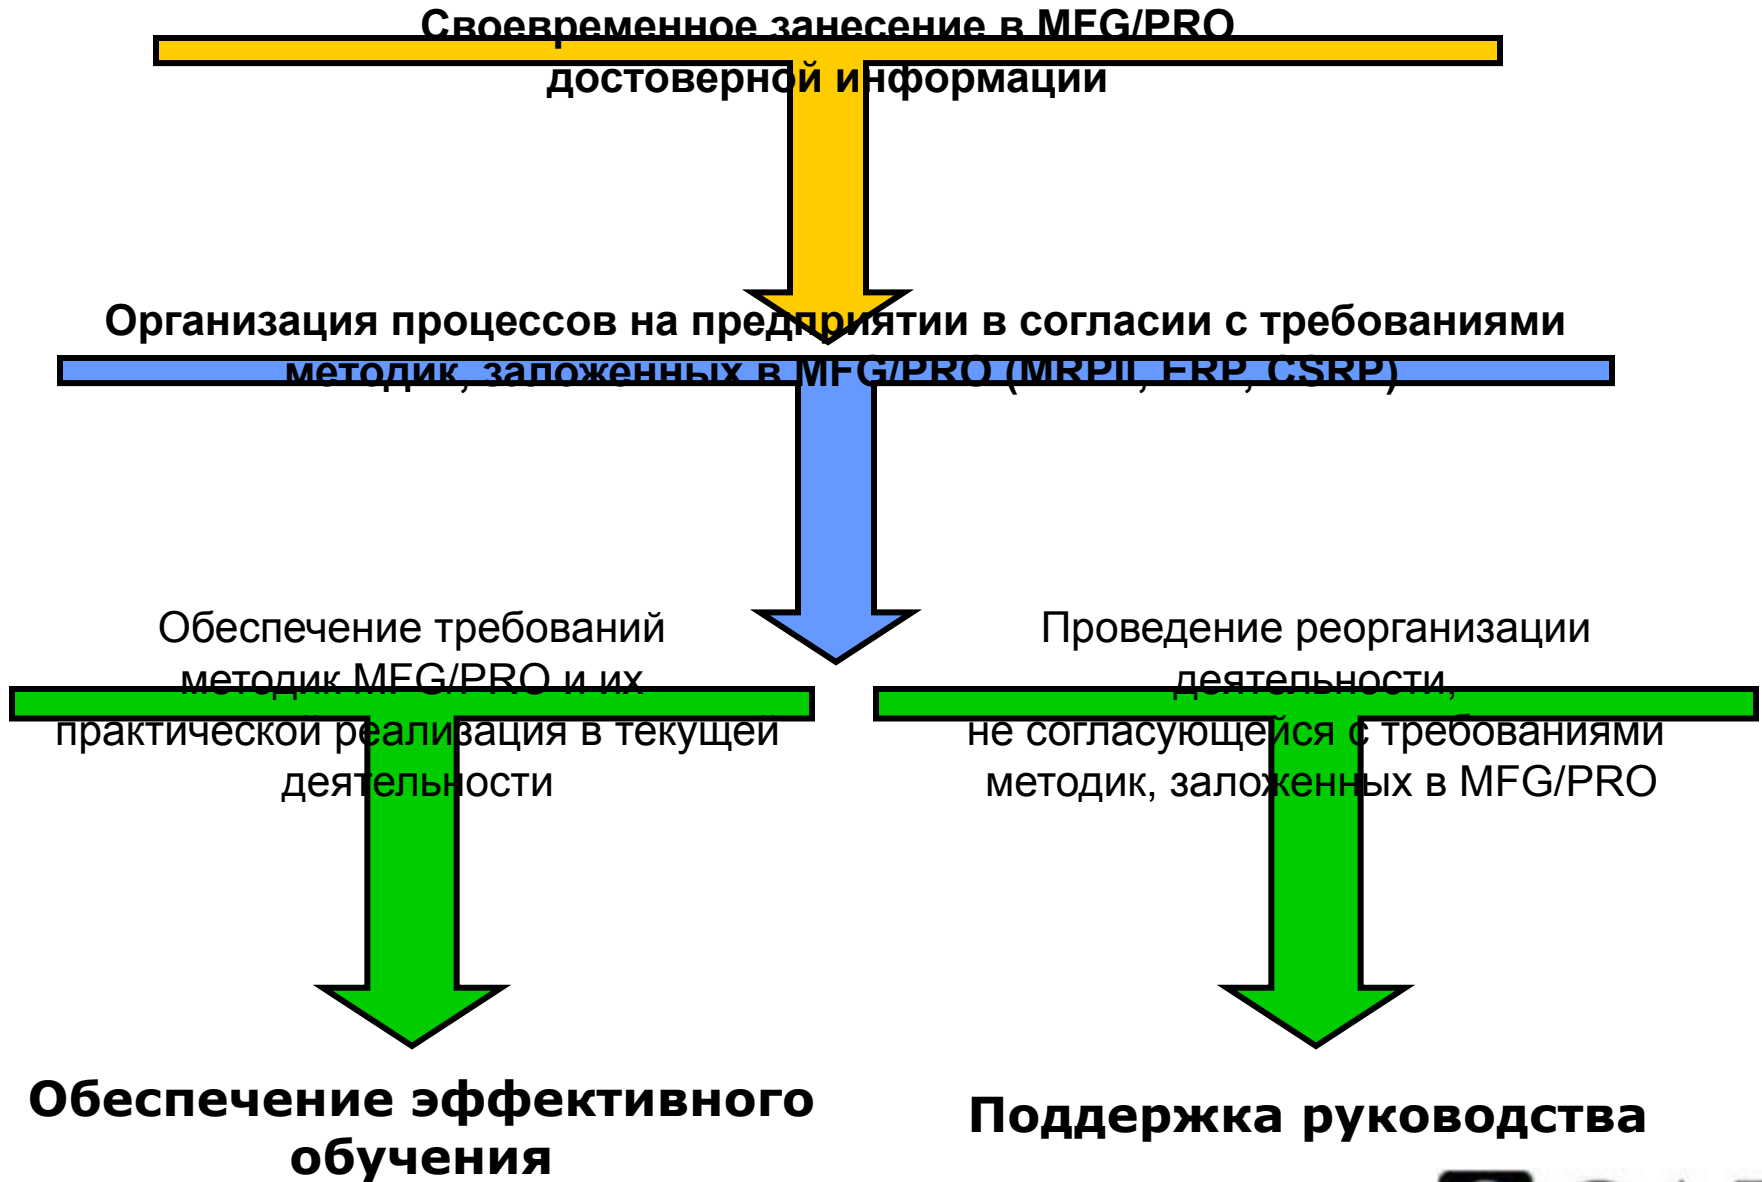 Своевременное занесение в MFG/PRO
достоверной информации
Организация процессов на предприятии в согласии с требованиями
методик, заложенных в MFG/PRO (MRPII, ERP, CSRP)
Обеспечение требований
методик MFG/PRO и их
практической реализация в текущей
деятельности
Проведение реорганизации
деятельности,
не согласующейся с требованиями
методик, заложенных в MFG/PRO
Обеспечение эффективного
обучения
Поддержка руководства